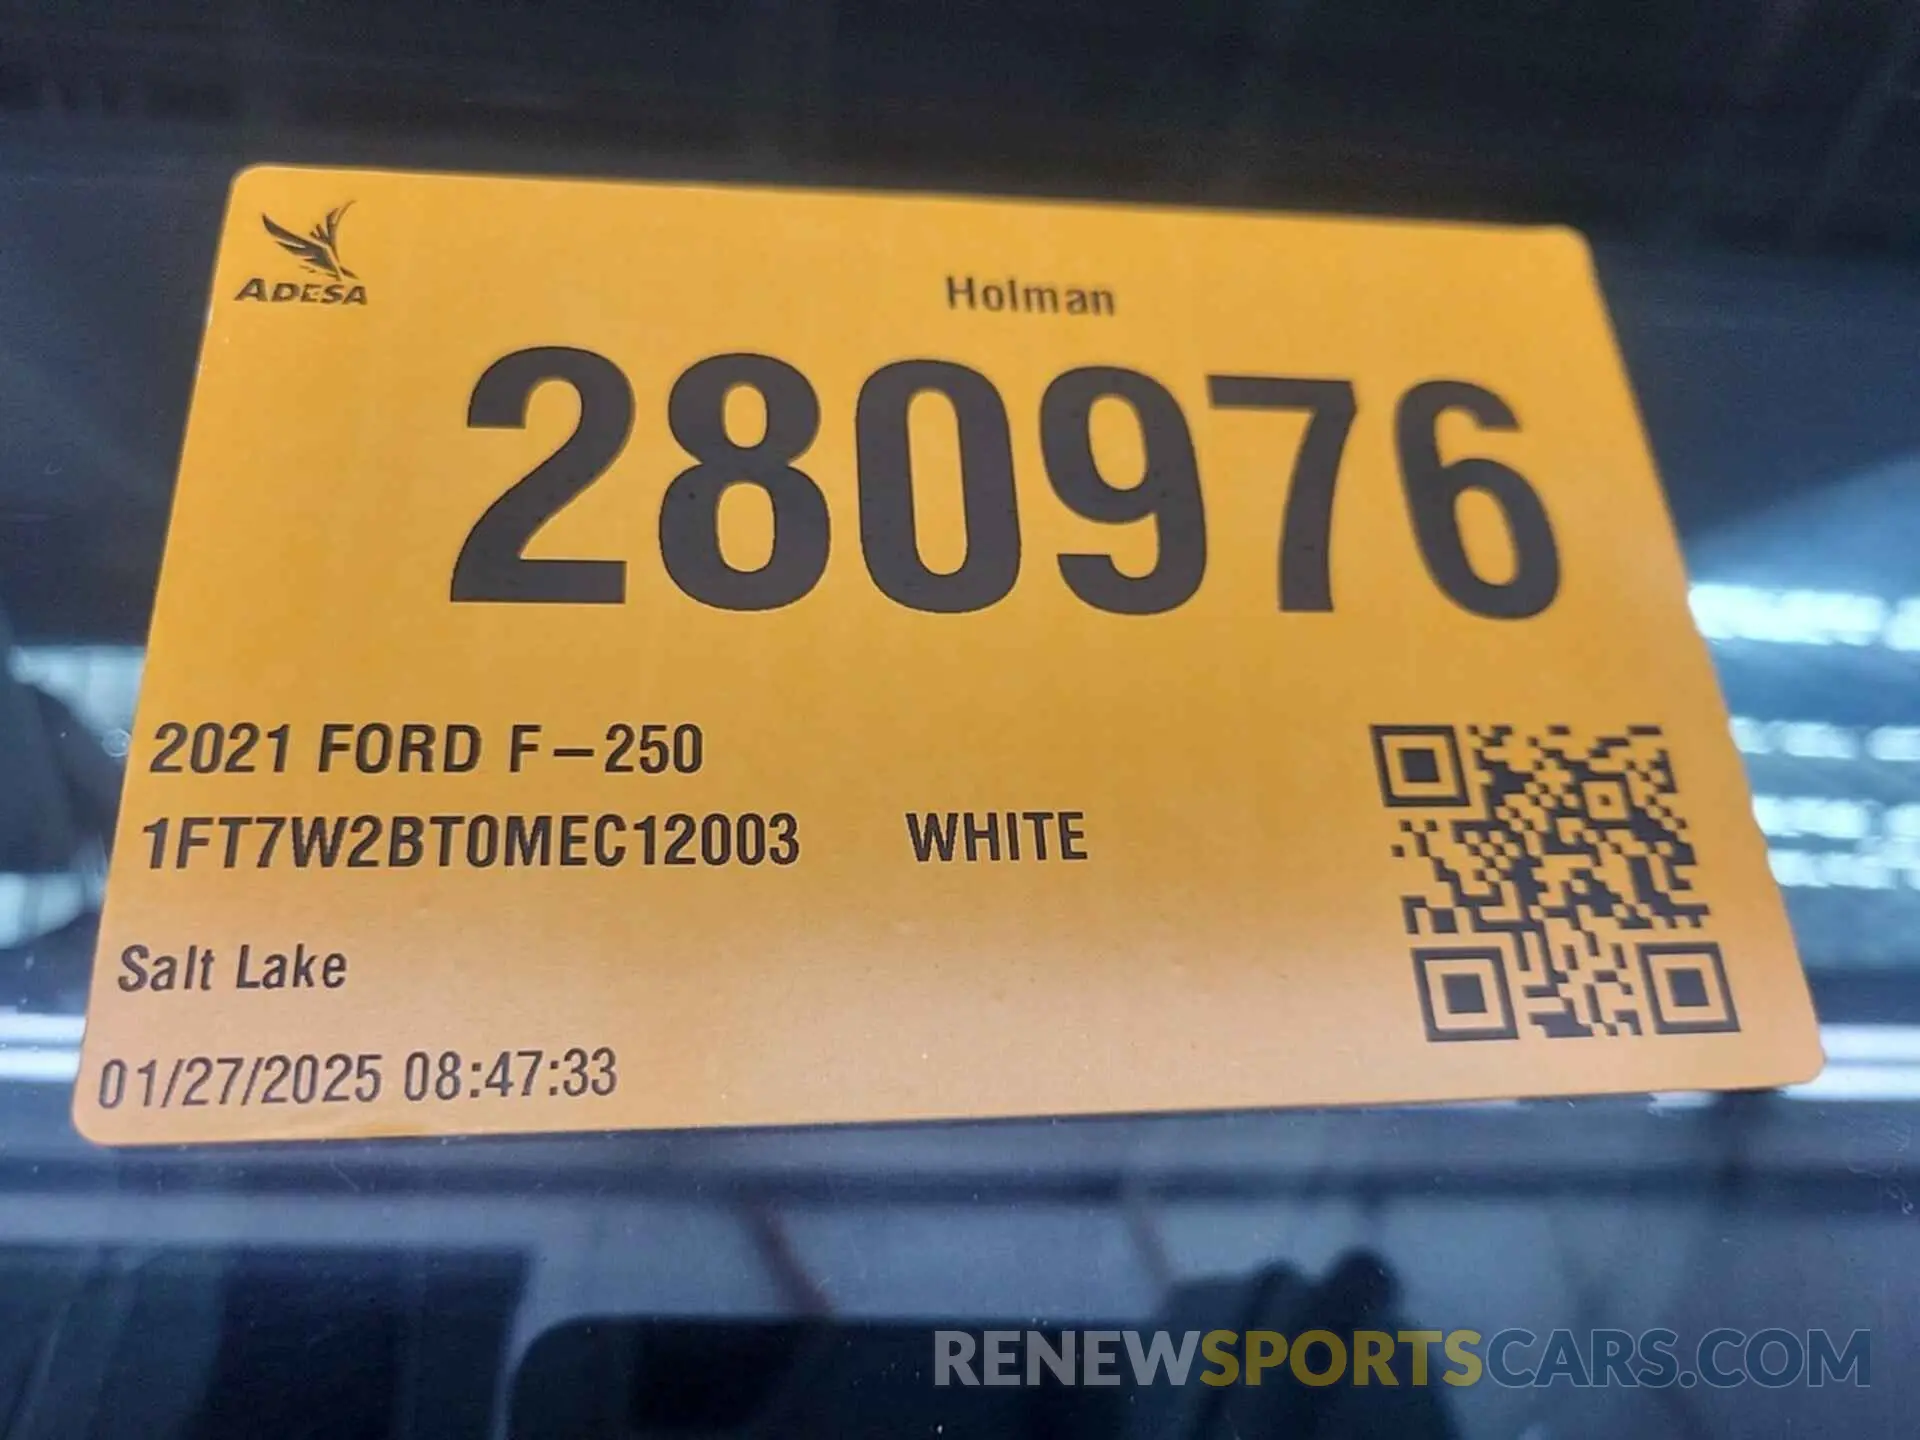 ADESA
Holman
280976
2021 FORD F-250
1FT7W2BT0MEC12003 WHITE
Salt Lake
01/27/2025 08:47:33
RENEWSPORTSCARS.COM